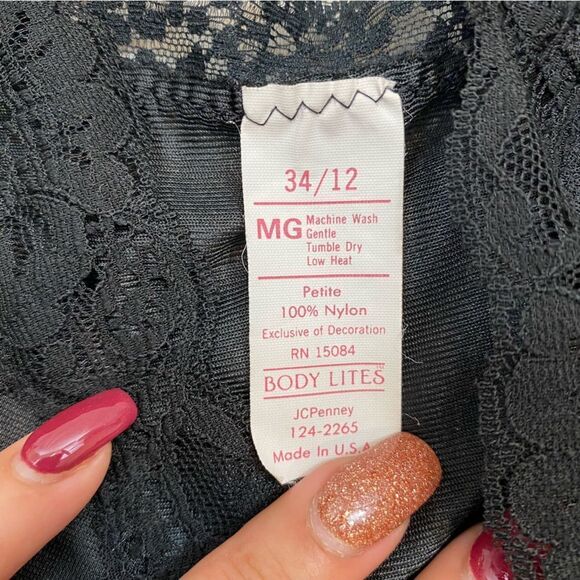 34/12
MG Machine Wash
Gentle
Tumble Dry
Low Heat
Petite
100% Nylon
Exclusive of Decoration
RN 15084
BODY LITES™
JCPenney
124-2265
Made In U.S.A